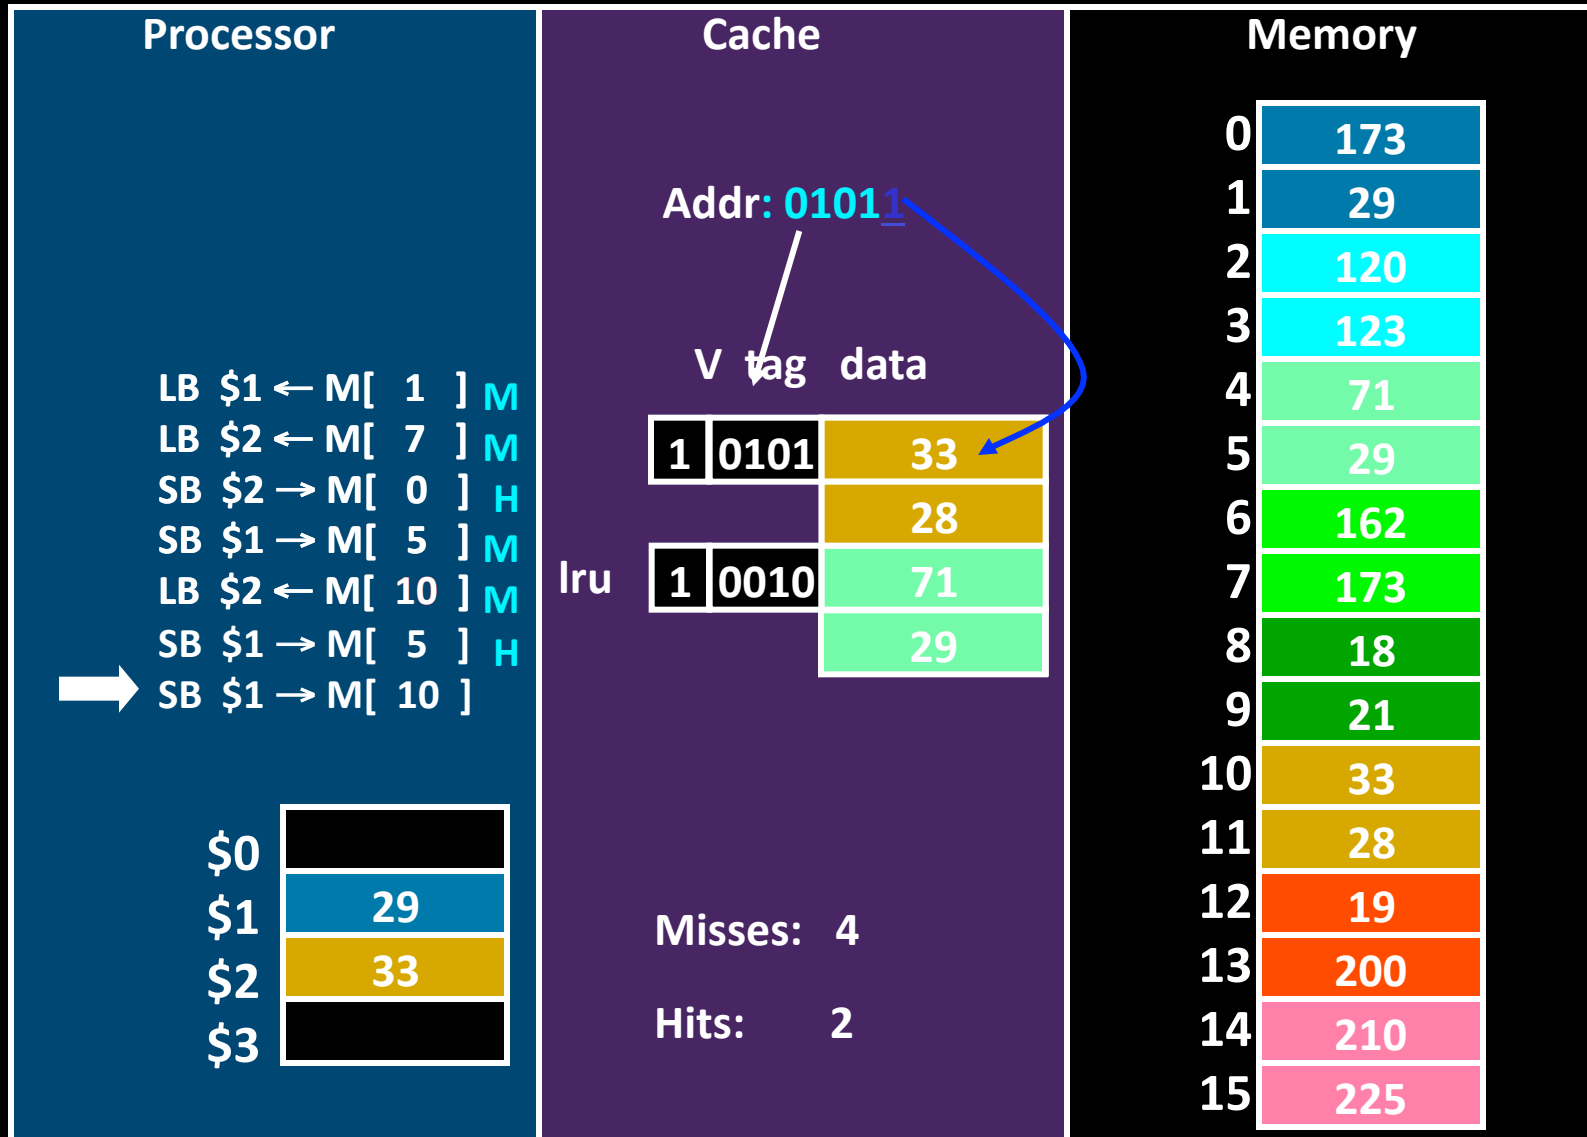 Processor
LB $1 ← M[ 1 ] M
LB $2 ← M[ 7 ] M
SB $2 → M[ 0 ] H
SB $1 → M[ 5 ] M
LB $2 ← M[ 10 ] M
SB $1 → M[ 5 ] H
SB $1 → M[ 10 ]
$0
$1 29
$2 33
$3
Cache
Addr: 01011
V tag data
1 0101 33
28
lru 1 0010 71
29
Misses: 4
Hits: 2
Memory
0 173
1 29
2 120
3 123
4 71
5 29
6 162
7 173
8 18
9 21
10 33
11 28
12 19
13 200
14 210
15 225